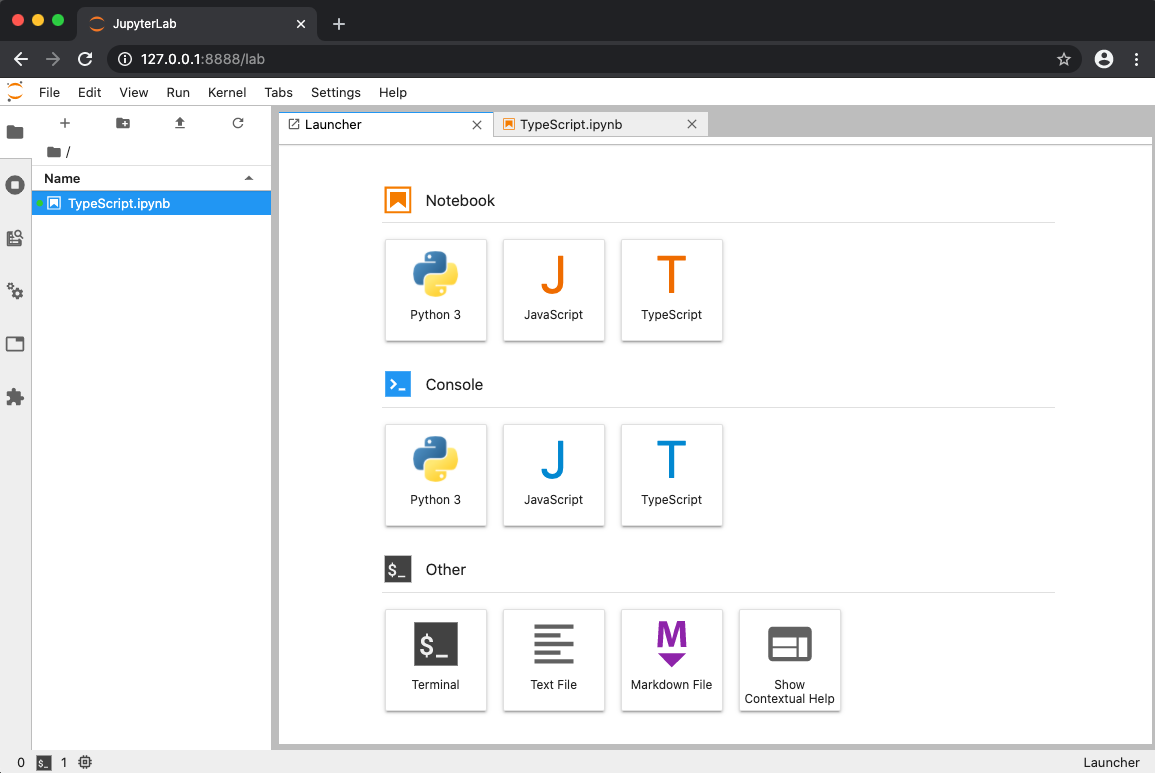 JupyterLab
127.0.0.1:8888/lab
File Edit View Run Kernel Tabs Settings Help
Launcher
TypeScript.ipynb
/
Name
TypeScript.ipynb
Notebook
Python 3
J
JavaScript
T
TypeScript
Console
>_
Python 3
J
JavaScript
T
TypeScript
$_
Other
$_
Terminal
Text File
M
Markdown File
Show
Contextual Help
0 $_ 1
Launcher